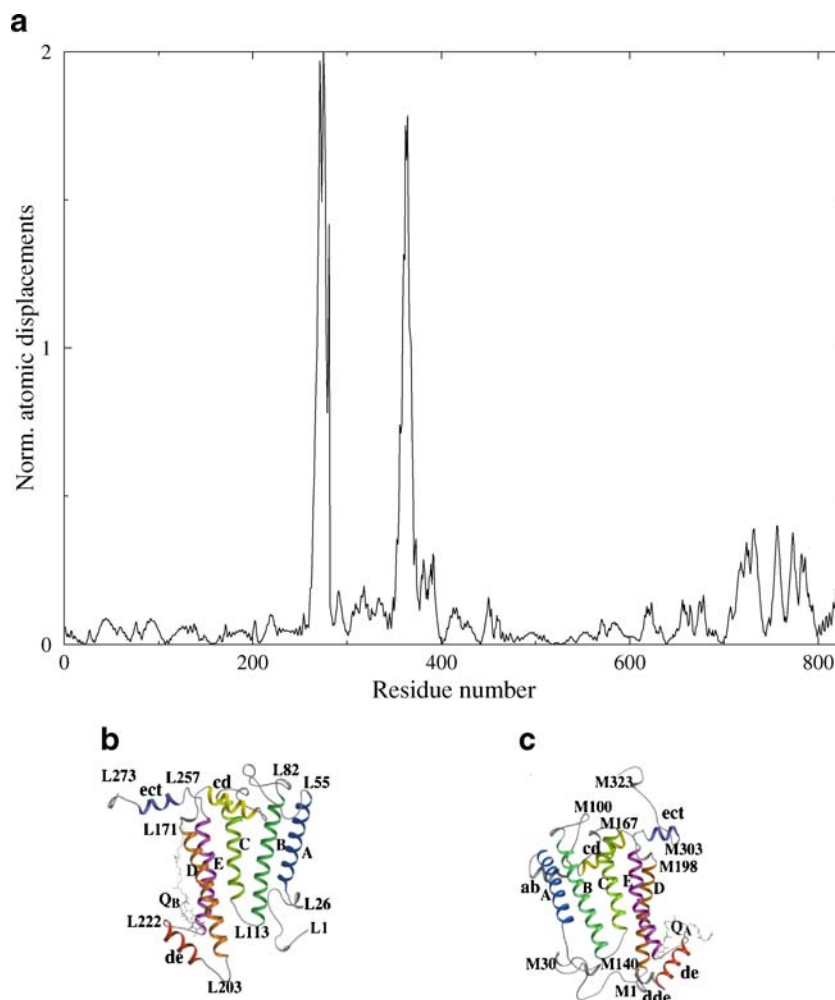 a
2
1
0
Norm. atomic displacements
0 200 400 600 800
Residue number
b
L273 ect L257 cd L82 L55
L171 D E C B A
Q_B
L222 L26
de L113 L1
L203
c
M323
M100 M167 ect
cd M303
ab A B C E D M198
Q_A
M30 M140 de
M1 dde